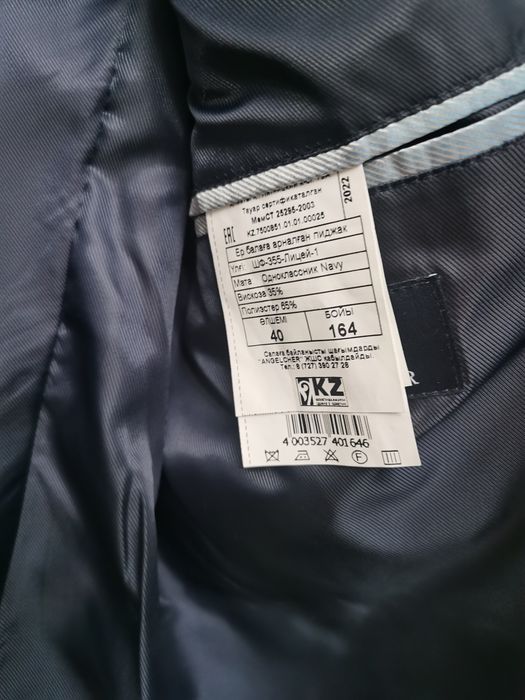 Тауар сертификатталған
МемСТ 25295-2003
KZ.7500851.01.01.00025
2022
EAC
Ер балаға арналған пиджак
Үлгі ШФ-355-Лицей-1
Мата Одноклассник Navy
Вискоза 35%
Полиэстер 65%
ӨЛШЕМІ БОЙЫ
40 164
Сапаға байланысты шағымдарды
"ANGELCHER" ЖШС қабылдайды.
Тел.: 8 (727) 390 27 28
KZ
4 003527 401646
F
R